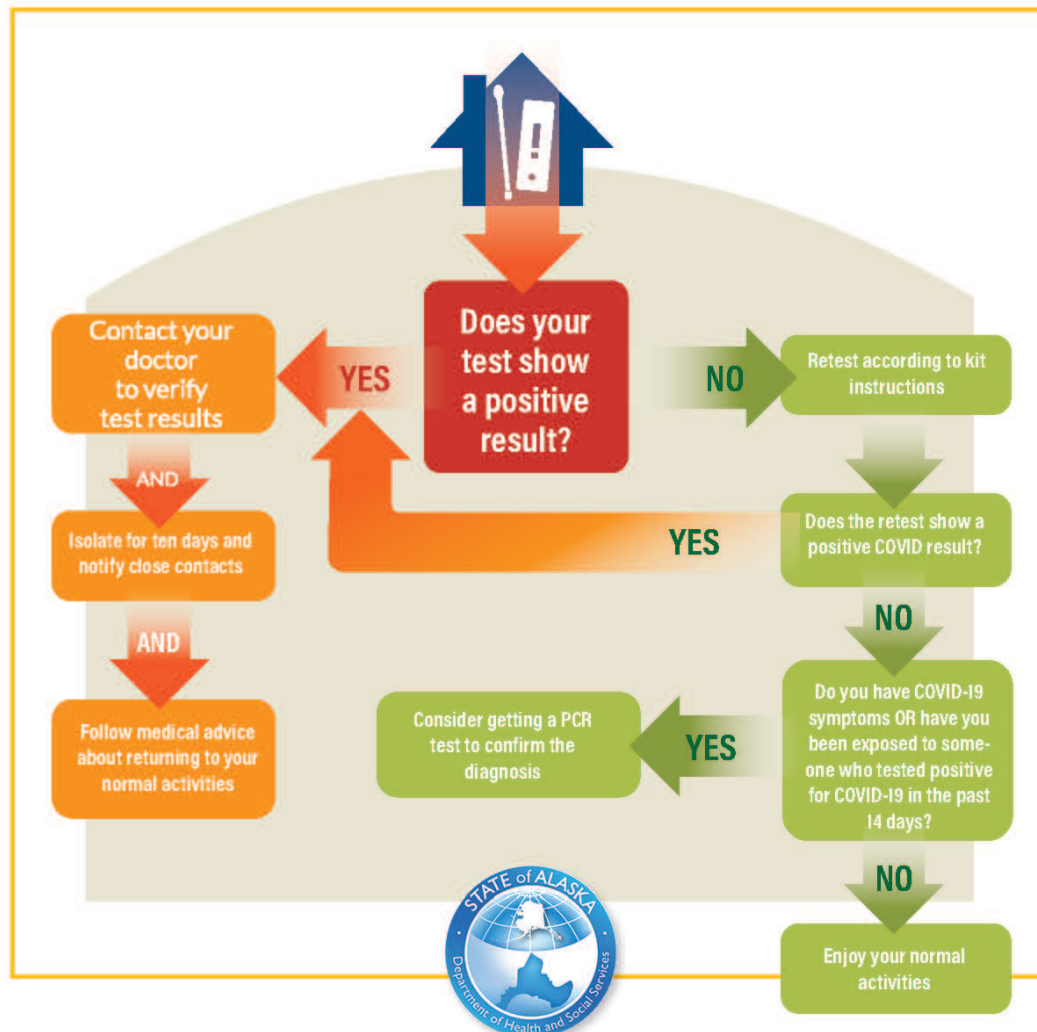 Does your
test show
a positive
result?
YES
Contact your
doctor
to verify
test results
AND
Isolate for ten days and
notify close contacts
AND
Follow medical advice
about returning to your
normal activities
NO
Retest according to kit
instructions
Does the retest show a
positive COVID result?
YES
NO
Do you have COVID-19
symptoms OR have you
been exposed to some-
one who tested positive
for COVID-19 in the past
14 days?
YES
Consider getting a PCR
test to confirm the
diagnosis
NO
Enjoy your normal
activities
STATE of ALASKA
Department of Health and Social Services